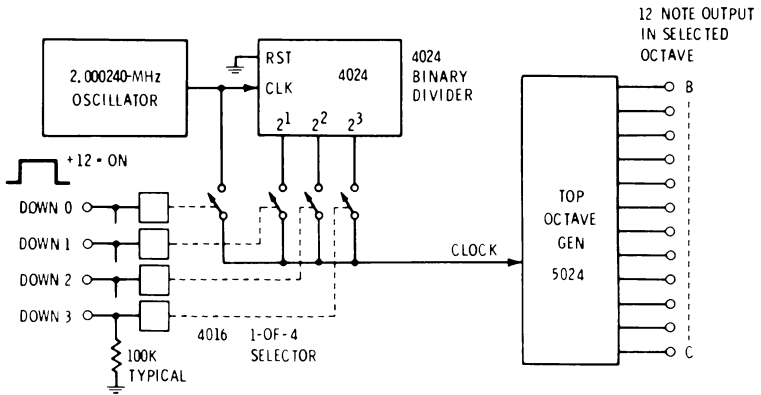 12 NOTE OUTPUT
IN SELECTED
OCTAVE
2.000240-MHz
OSCILLATOR
RST
CLK
4024
2¹ 2² 2³
4024
BINARY
DIVIDER
+12 = ON
DOWN 0
DOWN 1
DOWN 2
DOWN 3
100K
TYPICAL
4016 1-OF-4
SELECTOR
CLOCK
TOP
OCTAVE
GEN
5024
B
C